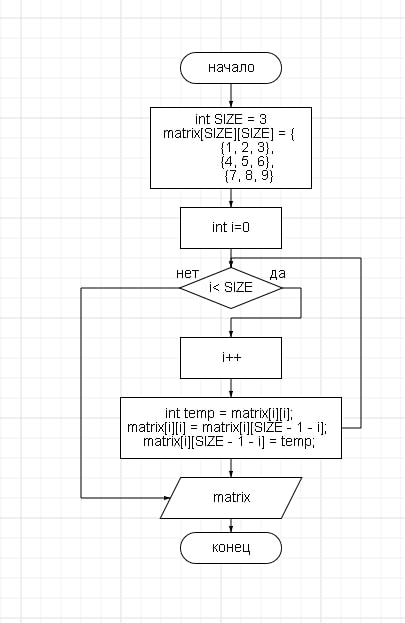 начало
int SIZE = 3
matrix[SIZE][SIZE] = {
{1, 2, 3},
{4, 5, 6},
{7, 8, 9}
int i=0
нет
да
i< SIZE
i++
int temp = matrix[i][i];
matrix[i][i] = matrix[i][SIZE - 1 - i];
matrix[i][SIZE - 1 - i] = temp;
matrix
конец